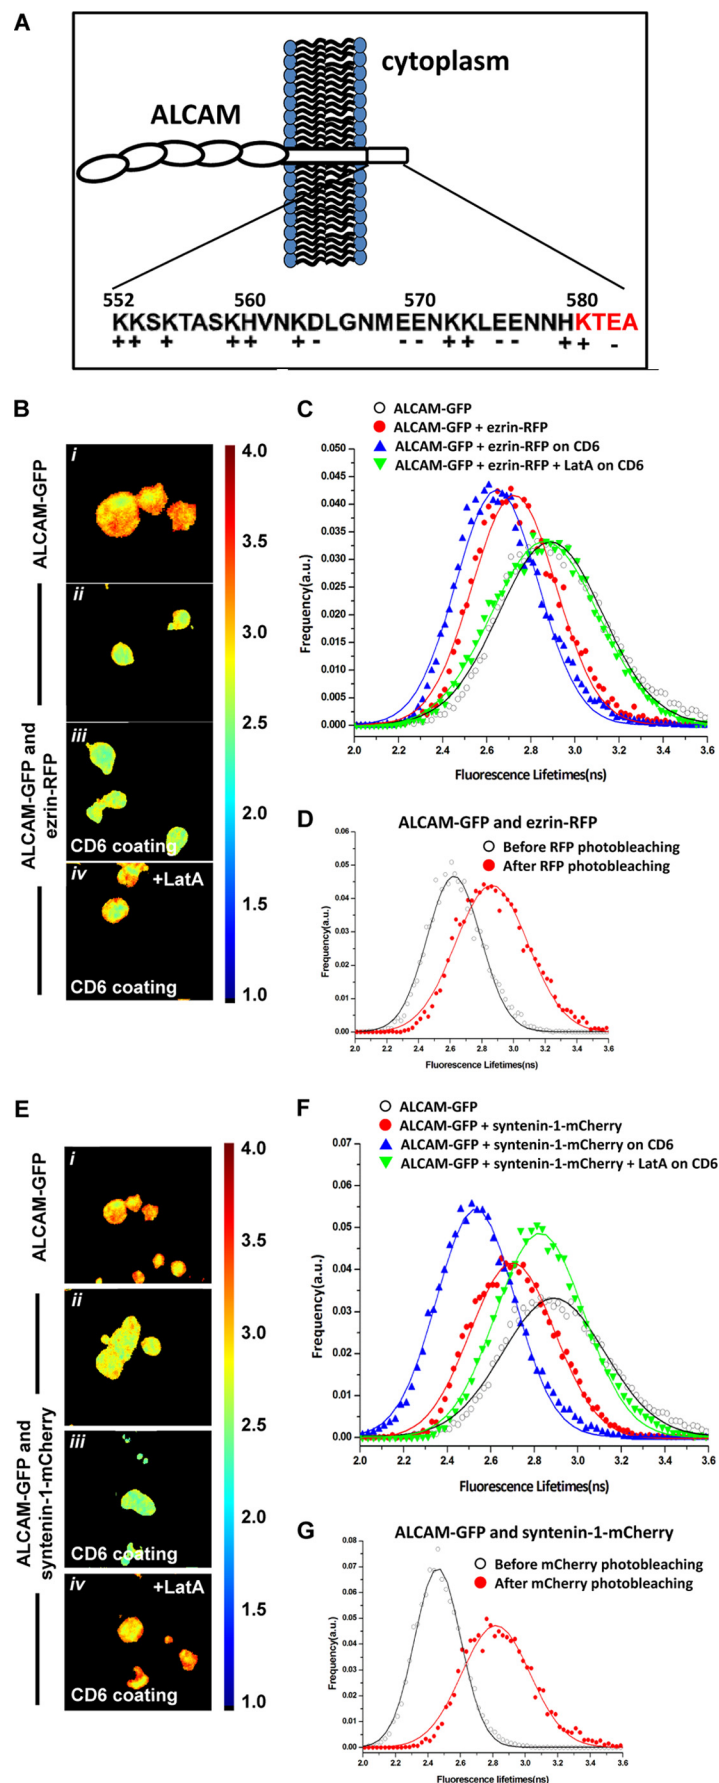 A
cytoplasm
ALCAM
552 560 570 580
KKSKTASKHVNKDLGNMEENKKLEENNHKTEA
++ + ++ + - -- ++ -- ++ -
B
ALCAM-GFP
ALCAM-GFP and
ezrin-RFP
i
ii
iii
CD6 coating
iv
+LatA
CD6 coating
4.0
3.5
3.0
2.5
2.0
1.5
1.0
C
ALCAM-GFP
ALCAM-GFP + ezrin-RFP
ALCAM-GFP + ezrin-RFP on CD6
ALCAM-GFP + ezrin-RFP + LatA on CD6
Frequency(a.u.)
0.050
0.045
0.040
0.035
0.030
0.025
0.020
0.015
0.010
0.005
0.000
2.0 2.2 2.4 2.6 2.8 3.0 3.2 3.4 3.6
Fluorescence Lifetimes(ns)
D
ALCAM-GFP and ezrin-RFP
Before RFP photobleaching
After RFP photobleaching
Frequency(a.u.)
0.06
0.05
0.04
0.03
0.02
0.01
0.00
2.0 2.2 2.4 2.6 2.8 3.0 3.2 3.4 3.6
Fluorescence Lifetimes(ns)
E
ALCAM-GFP
ALCAM-GFP and
syntenin-1-mCherry
i
ii
iii
CD6 coating
iv
+LatA
CD6 coating
4.0
3.5
3.0
2.5
2.0
1.5
1.0
F
ALCAM-GFP
ALCAM-GFP + syntenin-1-mCherry
ALCAM-GFP + syntenin-1-mCherry on CD6
ALCAM-GFP + syntenin-1-mCherry + LatA on CD6
Frequency(a.u.)
0.07
0.06
0.05
0.04
0.03
0.02
0.01
0.00
2.0 2.2 2.4 2.6 2.8 3.0 3.2 3.4 3.6
Fluorescence Lifetimes(ns)
G
ALCAM-GFP and syntenin-1-mCherry
Before mCherry photobleaching
After mCherry photobleaching
Frequency(a.u.)
0.08
0.07
0.06
0.05
0.04
0.03
0.02
0.01
0.00
2.0 2.2 2.4 2.6 2.8 3.0 3.2 3.4 3.6
Fluorescence lifetimes(ns)